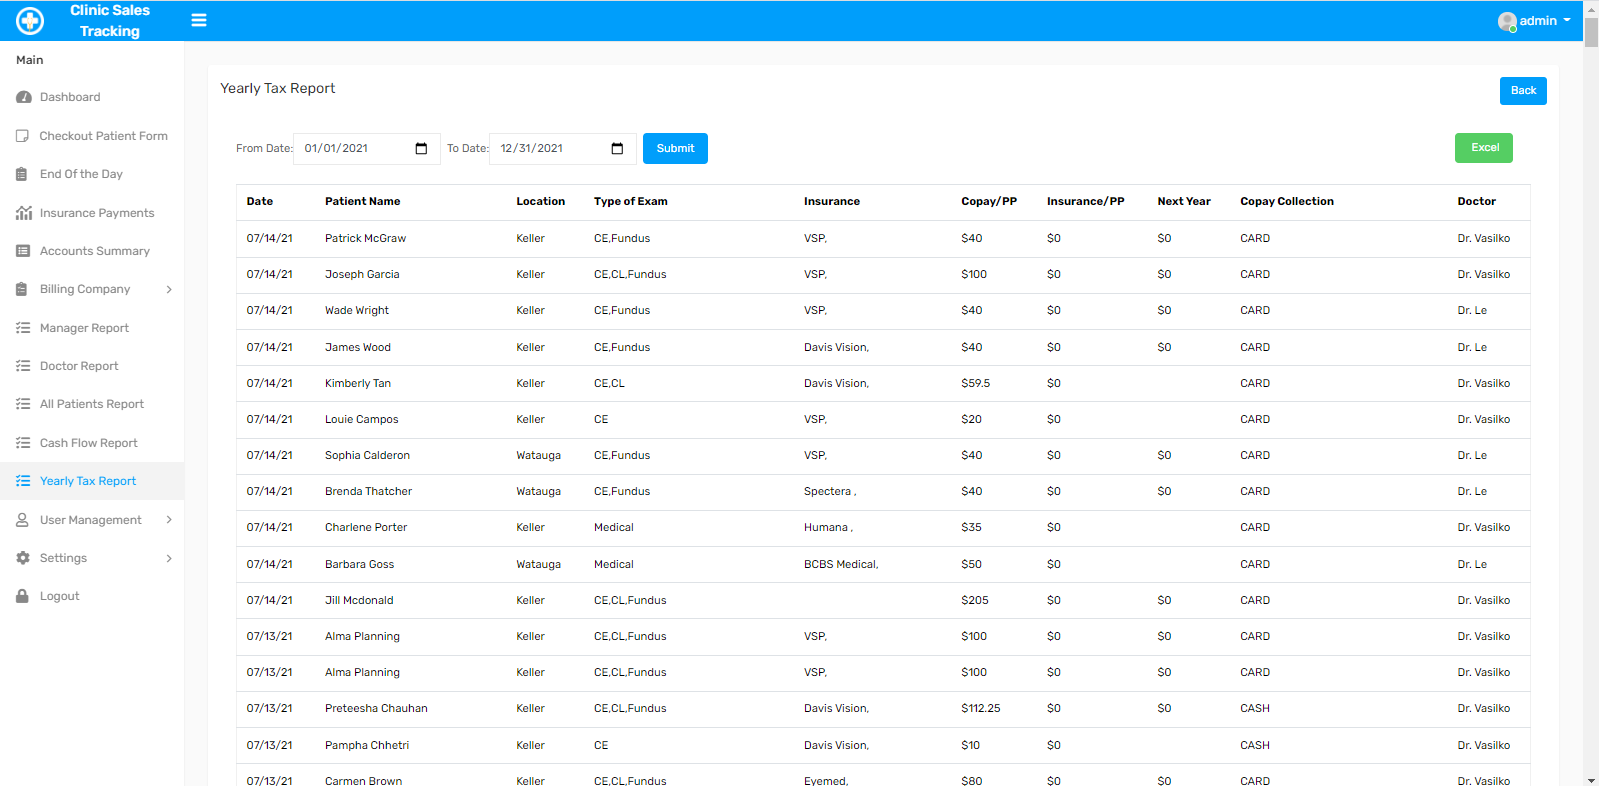 Clinic Sales
Tracking
admin
Main
Dashboard
Checkout Patient Form
End Of the Day
Insurance Payments
Accounts Summary
Billing Company
Manager Report
Doctor Report
All Patients Report
Cash Flow Report
Yearly Tax Report
User Management
Settings
Logout
Yearly Tax Report
Back
From Date: 01/01/2021 To Date: 12/31/2021 Submit Excel
Date Patient Name Location Type of Exam Insurance Copay/PP Insurance/PP Next Year Copay Collection Doctor
07/14/21 Patrick McGraw Keller CE,Fundus VSP, $40 $0 $0 CARD Dr. Vasilko
07/14/21 Joseph Garcia Keller CE,CL,Fundus VSP, $100 $0 $0 CARD Dr. Vasilko
07/14/21 Wade Wright Keller CE,Fundus VSP, $40 $0 $0 CARD Dr. Le
07/14/21 James Wood Keller CE,Fundus Davis Vision, $40 $0 $0 CARD Dr. Le
07/14/21 Kimberly Tan Keller CE,CL Davis Vision, $59.5 $0 CARD Dr. Vasilko
07/14/21 Louie Campos Keller CE VSP, $20 $0 CARD Dr. Vasilko
07/14/21 Sophia Calderon Watauga CE,Fundus VSP, $40 $0 $0 CARD Dr. Le
07/14/21 Brenda Thatcher Watauga CE,Fundus Spectera , $40 $0 $0 CARD Dr. Le
07/14/21 Charlene Porter Keller Medical Humana , $35 $0 CARD Dr. Vasilko
07/14/21 Barbara Goss Watauga Medical BCBS Medical, $50 $0 CARD Dr. Le
07/14/21 Jill Mcdonald Keller CE,CL,Fundus $205 $0 $0 CARD Dr. Vasilko
07/13/21 Alma Planning Keller CE,CL,Fundus VSP, $100 $0 $0 CARD Dr. Vasilko
07/13/21 Alma Planning Keller CE,CL,Fundus VSP, $100 $0 $0 CARD Dr. Vasilko
07/13/21 Preteesha Chauhan Keller CE,CL,Fundus Davis Vision, $112.25 $0 $0 CASH Dr. Vasilko
07/13/21 Pampha Chhetri Keller CE Davis Vision, $10 $0 CASH Dr. Vasilko
07/13/21 Carmen Brown Keller CE,CL,Fundus Eyemed, $80 $0 $0 CARD Dr. Vasilko